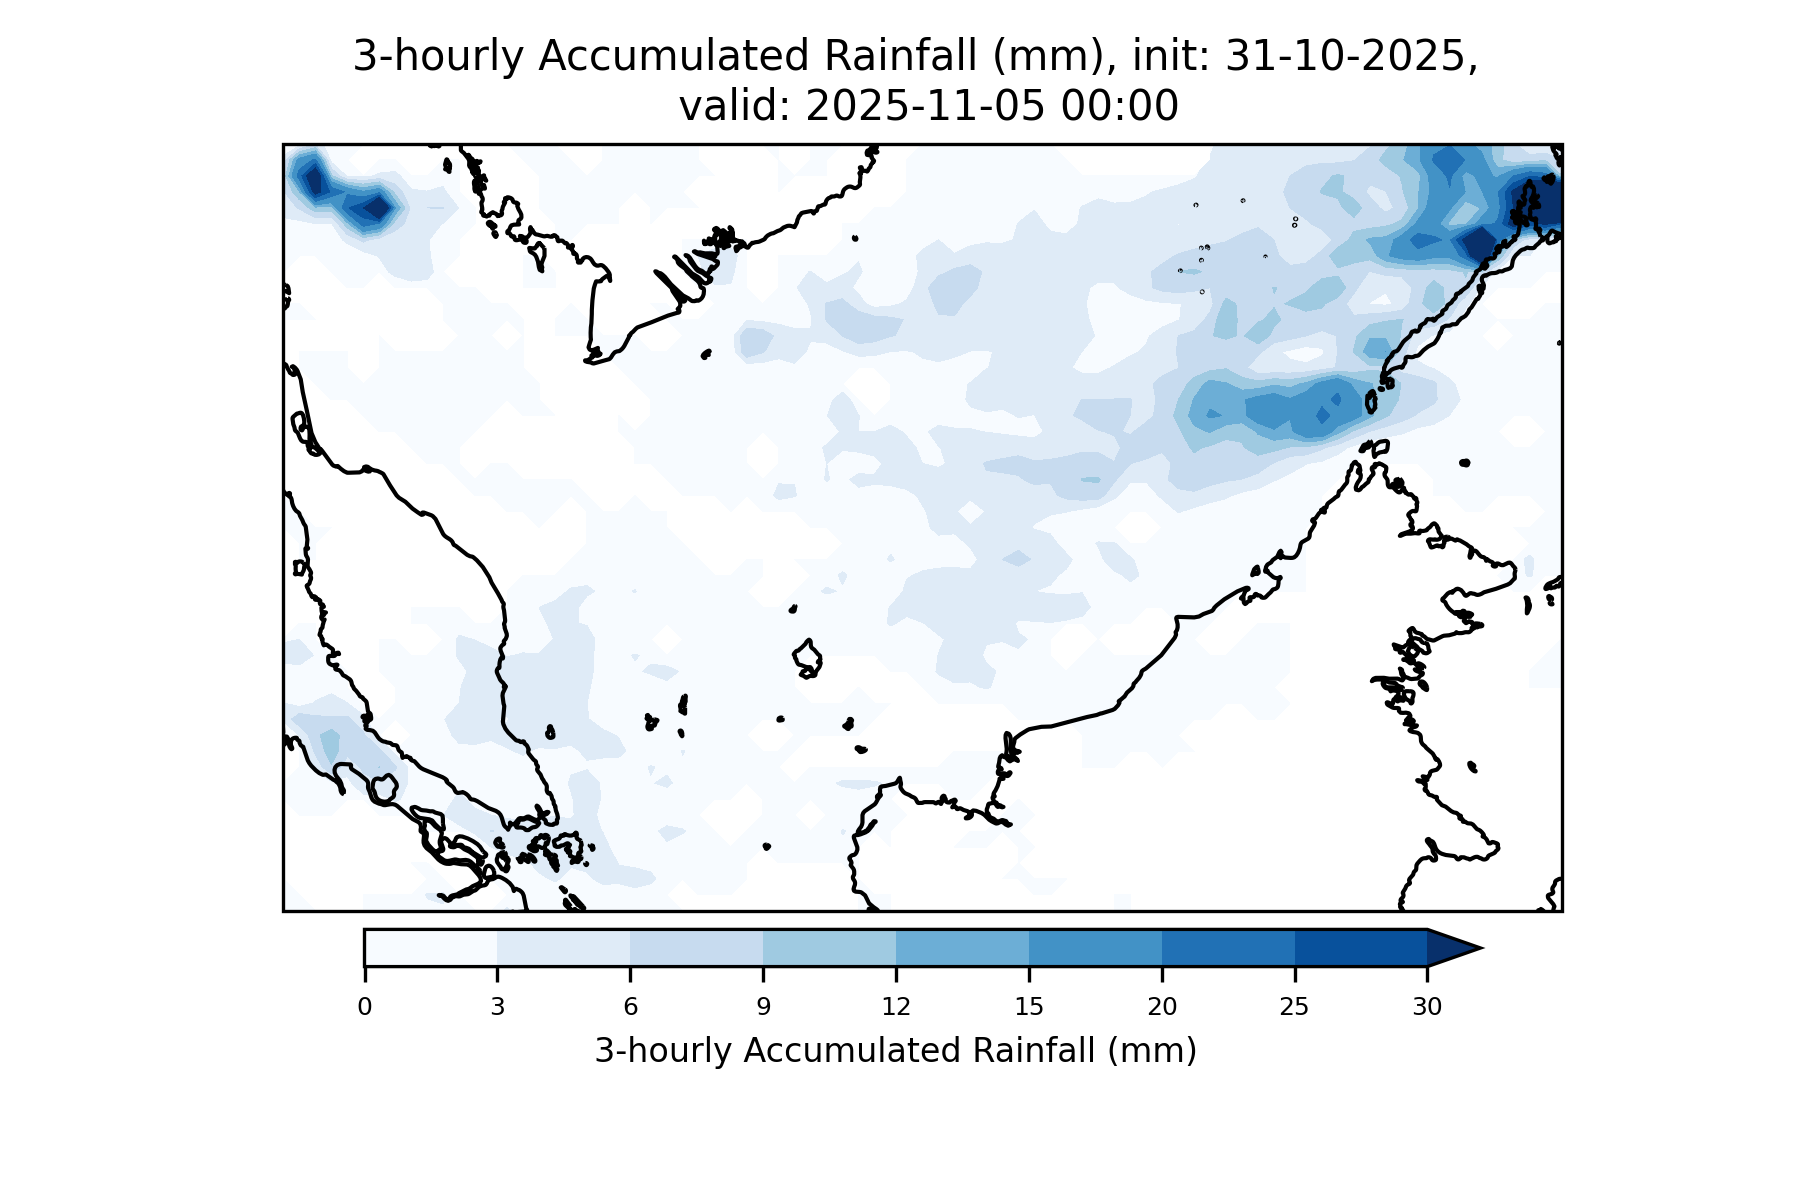 3-hourly Accumulated Rainfall (mm), init: 31-10-2025,
valid: 2025-11-05 00:00
0 3 6 9 12 15 20 25 30
3-hourly Accumulated Rainfall (mm)